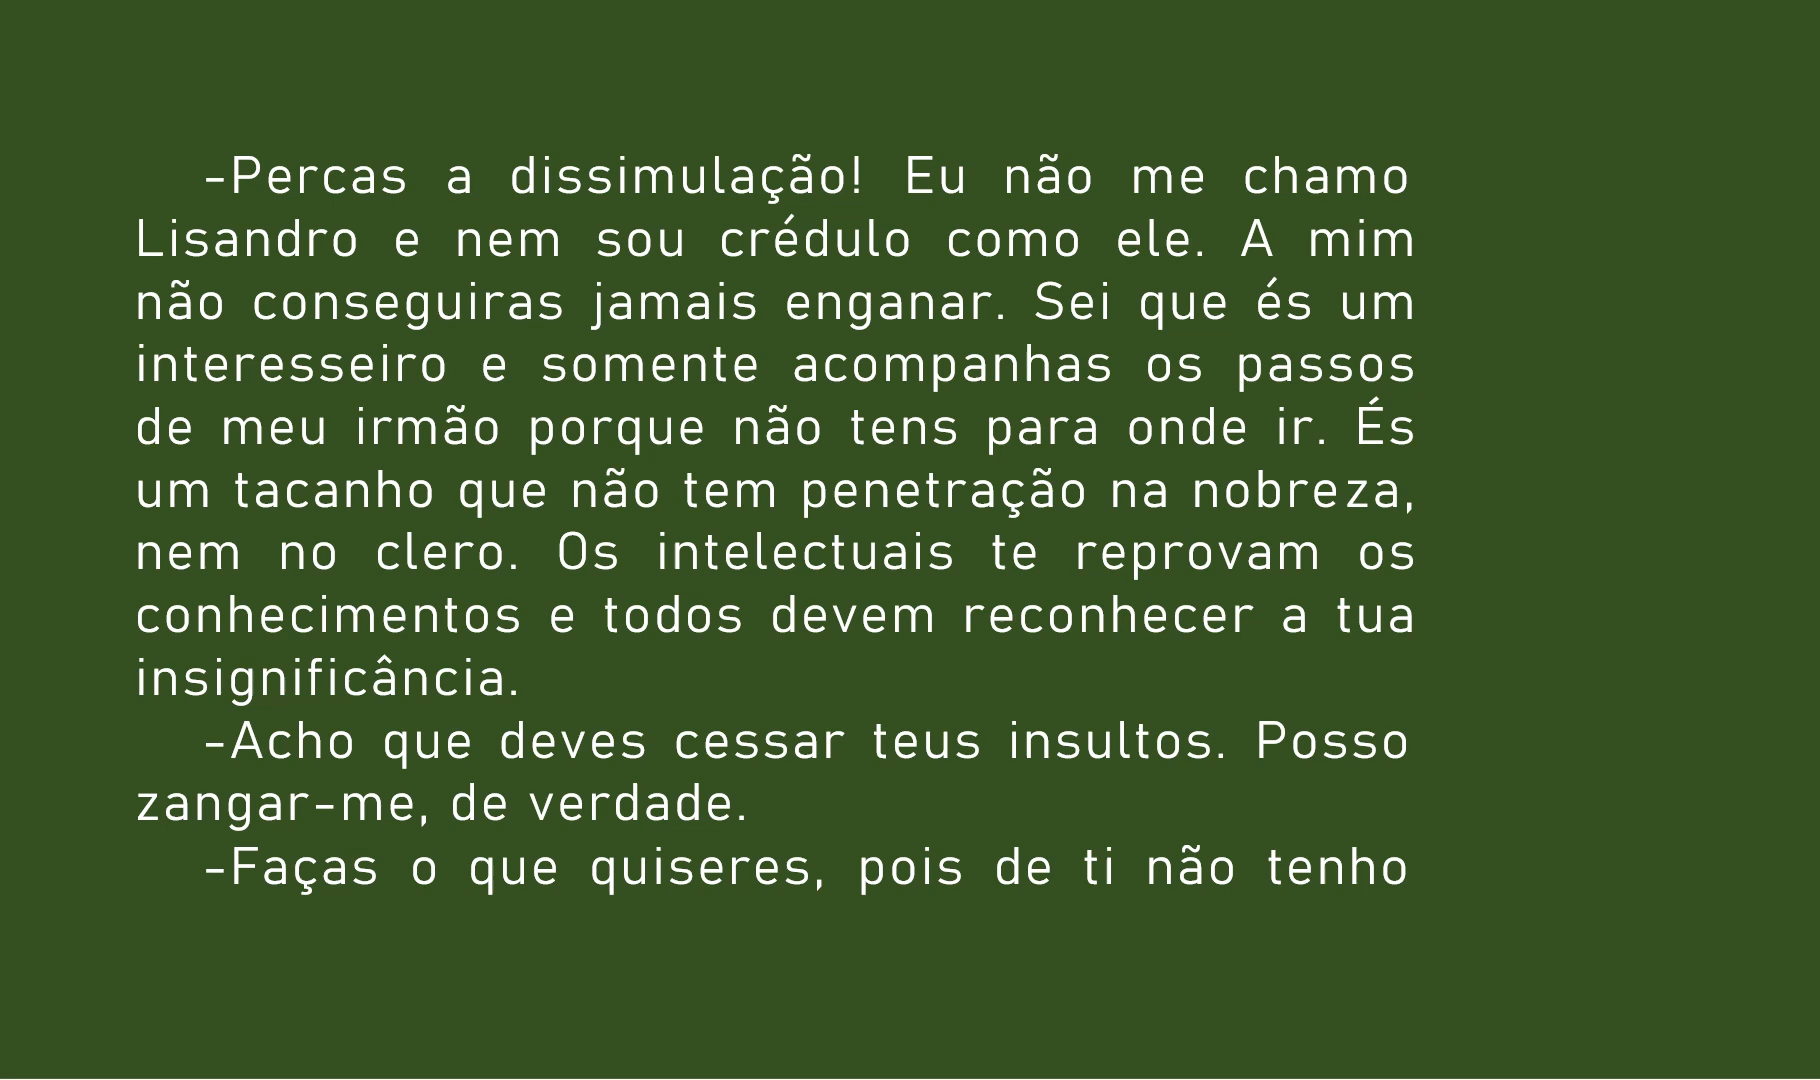 -Percas a dissimulação! Eu não me chamo
Lisandro e nem sou crédulo como ele. A mim
não conseguiras jamais enganar. Sei que és um
interesseiro e somente acompanhas os passos
de meu irmão porque não tens para onde ir. És
um tacanho que não tem penetração na nobreza,
nem no clero. Os intelectuais te reprovam os
conhecimentos e todos devem reconhecer a tua
insignificância.
-Acho que deves cessar teus insultos. Posso
zangar-me, de verdade.
-Faças o que quiseres, pois de ti não tenho